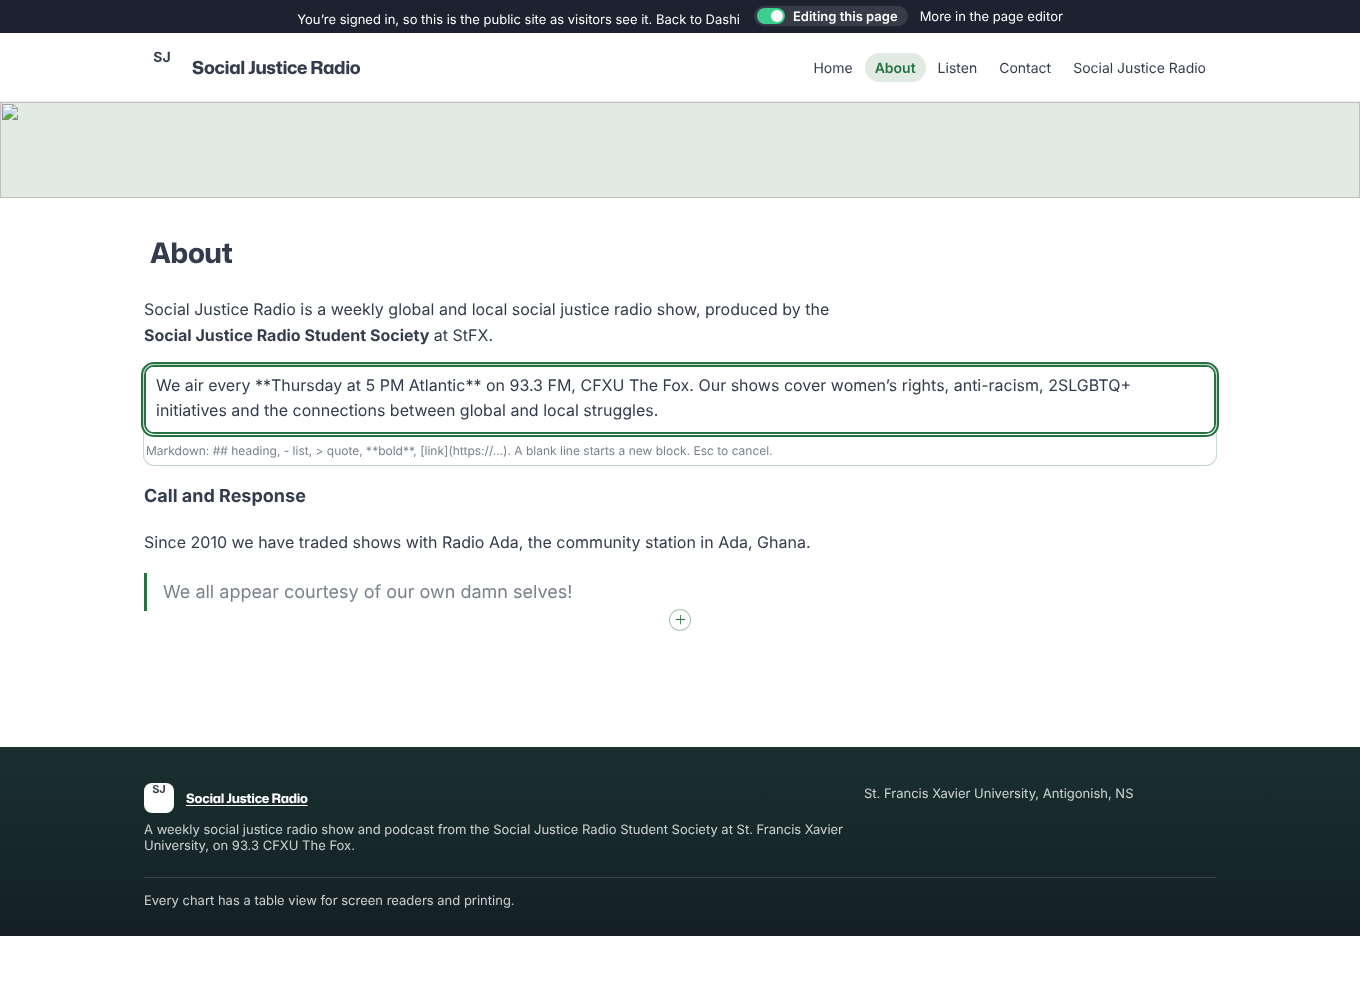 You're signed in, so this is the public site as visitors see it. Back to Dashi
Editing this page
More in the page editor
SJ
Social Justice Radio
Home
About
Listen
Contact
Social Justice Radio
About
Social Justice Radio is a weekly global and local social justice radio show, produced by the
Social Justice Radio Student Society at StFX.
We air every **Thursday at 5 PM Atlantic** on 93.3 FM, CFXU The Fox. Our shows cover women’s rights, anti-racism, 2SLGBTQ+
initiatives and the connections between global and local struggles.
Markdown: ## heading, - list, > quote, **bold**, [link](https://…). A blank line starts a new block. Esc to cancel.
Call and Response
Since 2010 we have traded shows with Radio Ada, the community station in Ada, Ghana.
We all appear courtesy of our own damn selves!
SJ
Social Justice Radio
A weekly social justice radio show and podcast from the Social Justice Radio Student Society at St. Francis Xavier
University, on 93.3 CFXU The Fox.
St. Francis Xavier University, Antigonish, NS
Every chart has a table view for screen readers and printing.